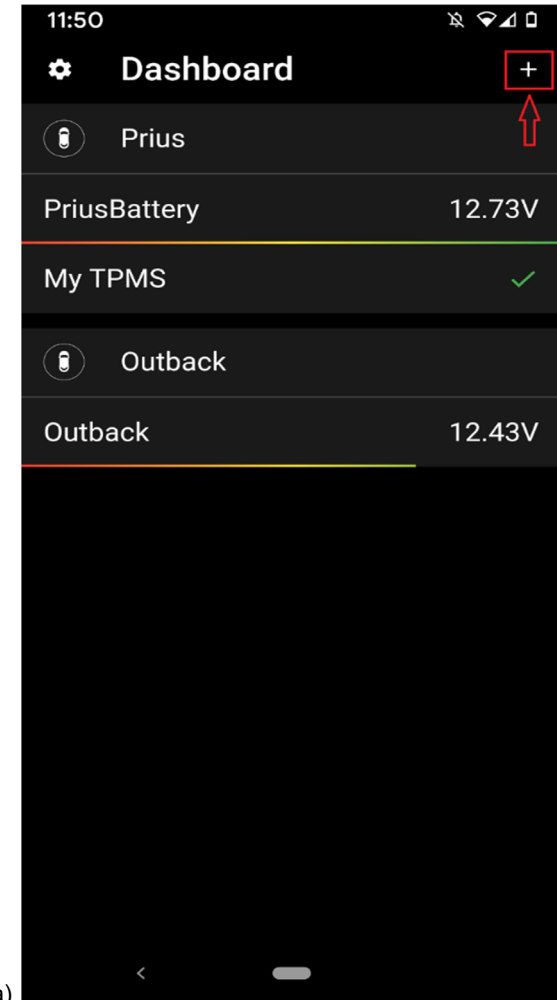 11:50
Dashboard +
Prius
PriusBattery 12.73V
My TPMS
Outback
Outback 12.43V
a)